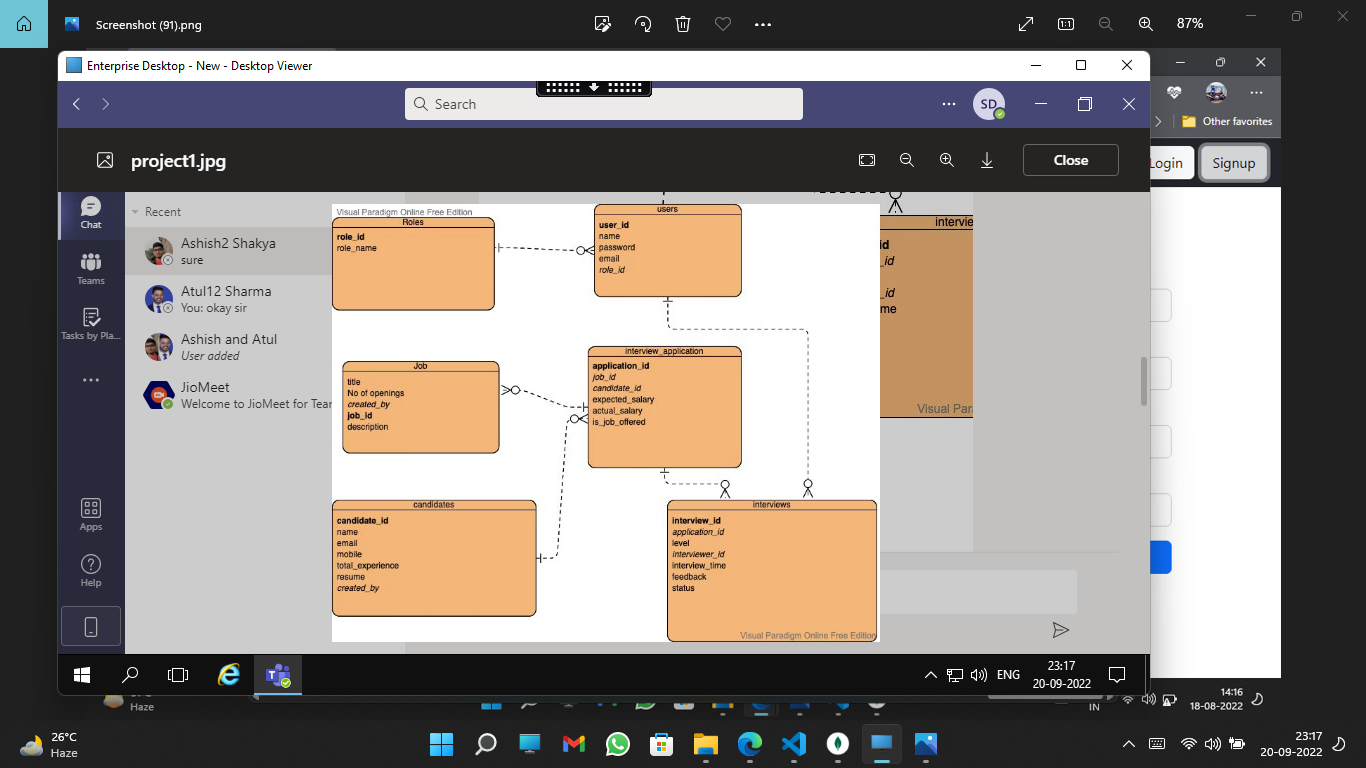 Screenshot (91).png
87%
Enterprise Desktop - New - Desktop Viewer
Search
SD
Other favorites
project1.jpg
Close
Login
Signup
Chat
Teams
Tasks by Pla...
Apps
Help
Recent
Ashish2 Shakya
sure
Atul12 Sharma
You: okay sir
Ashish and Atul
User added
JioMeet
Welcome to JioMeet for Tear
Visual Paradigm Online Free Edition
Roles
role_id
role_name
users
user_id
name
password
email
role_id
Job
title
No of openings
created_by
job_id
description
interview_application
application_id
job_id
candidate_id
expected_salary
actual_salary
is_job_offered
candidates
candidate_id
name
email
mobile
total_experience
resume
created_by
interviews
interview_id
application_id
level
interviewer_id
interview_time
feedback
status
Visual Paradigm Online Free Edition
intervie
id
_id
_id
me
Visual Par
ENG
23:17
20-09-2022
Haze
IN
14:16
18-08-2022
26°C
Haze
23:17
20-09-2022